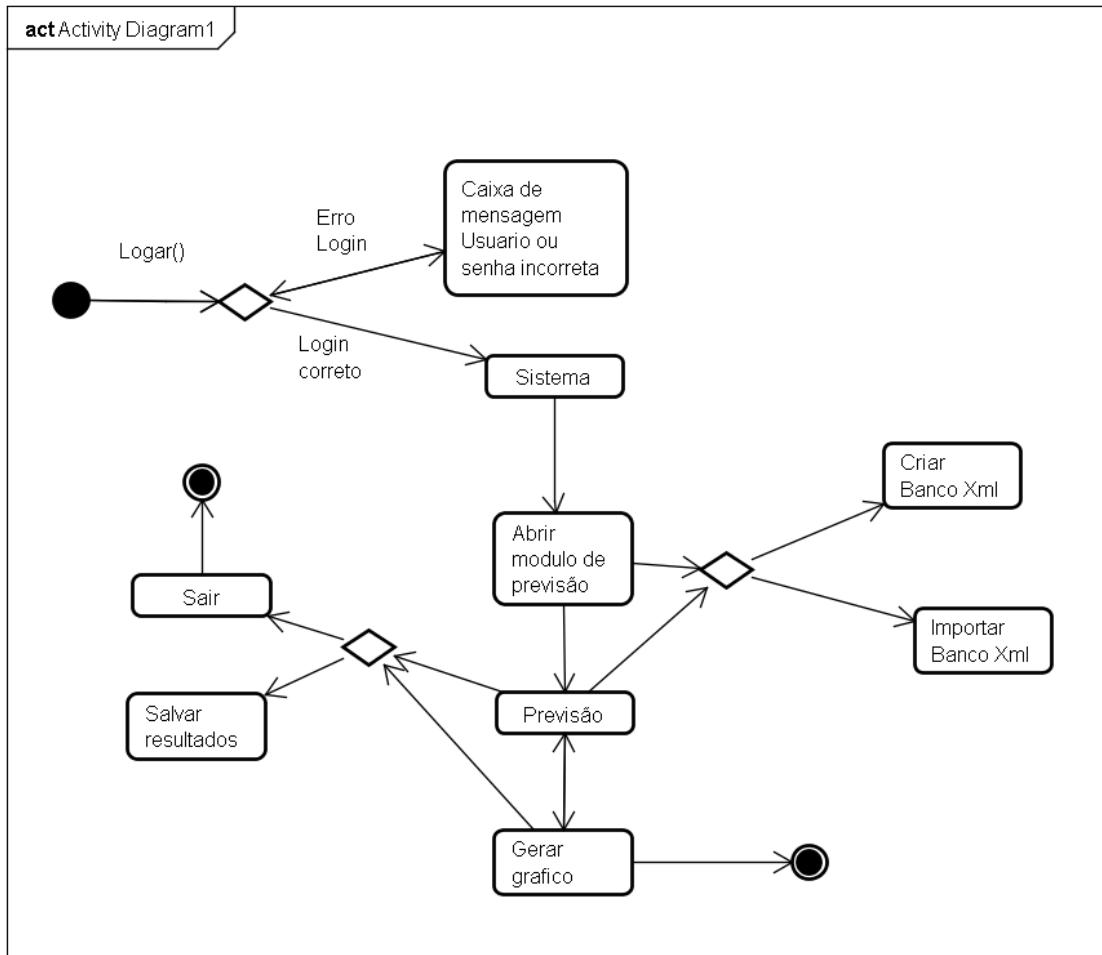 act Activity Diagram1
Caixa de
mensagem
Usuario ou
senha incorreta
Erro
Login
Logar()
Login
correto
Sistema
Criar
Banco Xml
Abrir
modulo de
previsão
Sair
Importar
Banco Xml
Salvar
resultados
Previsão
Gerar
grafico